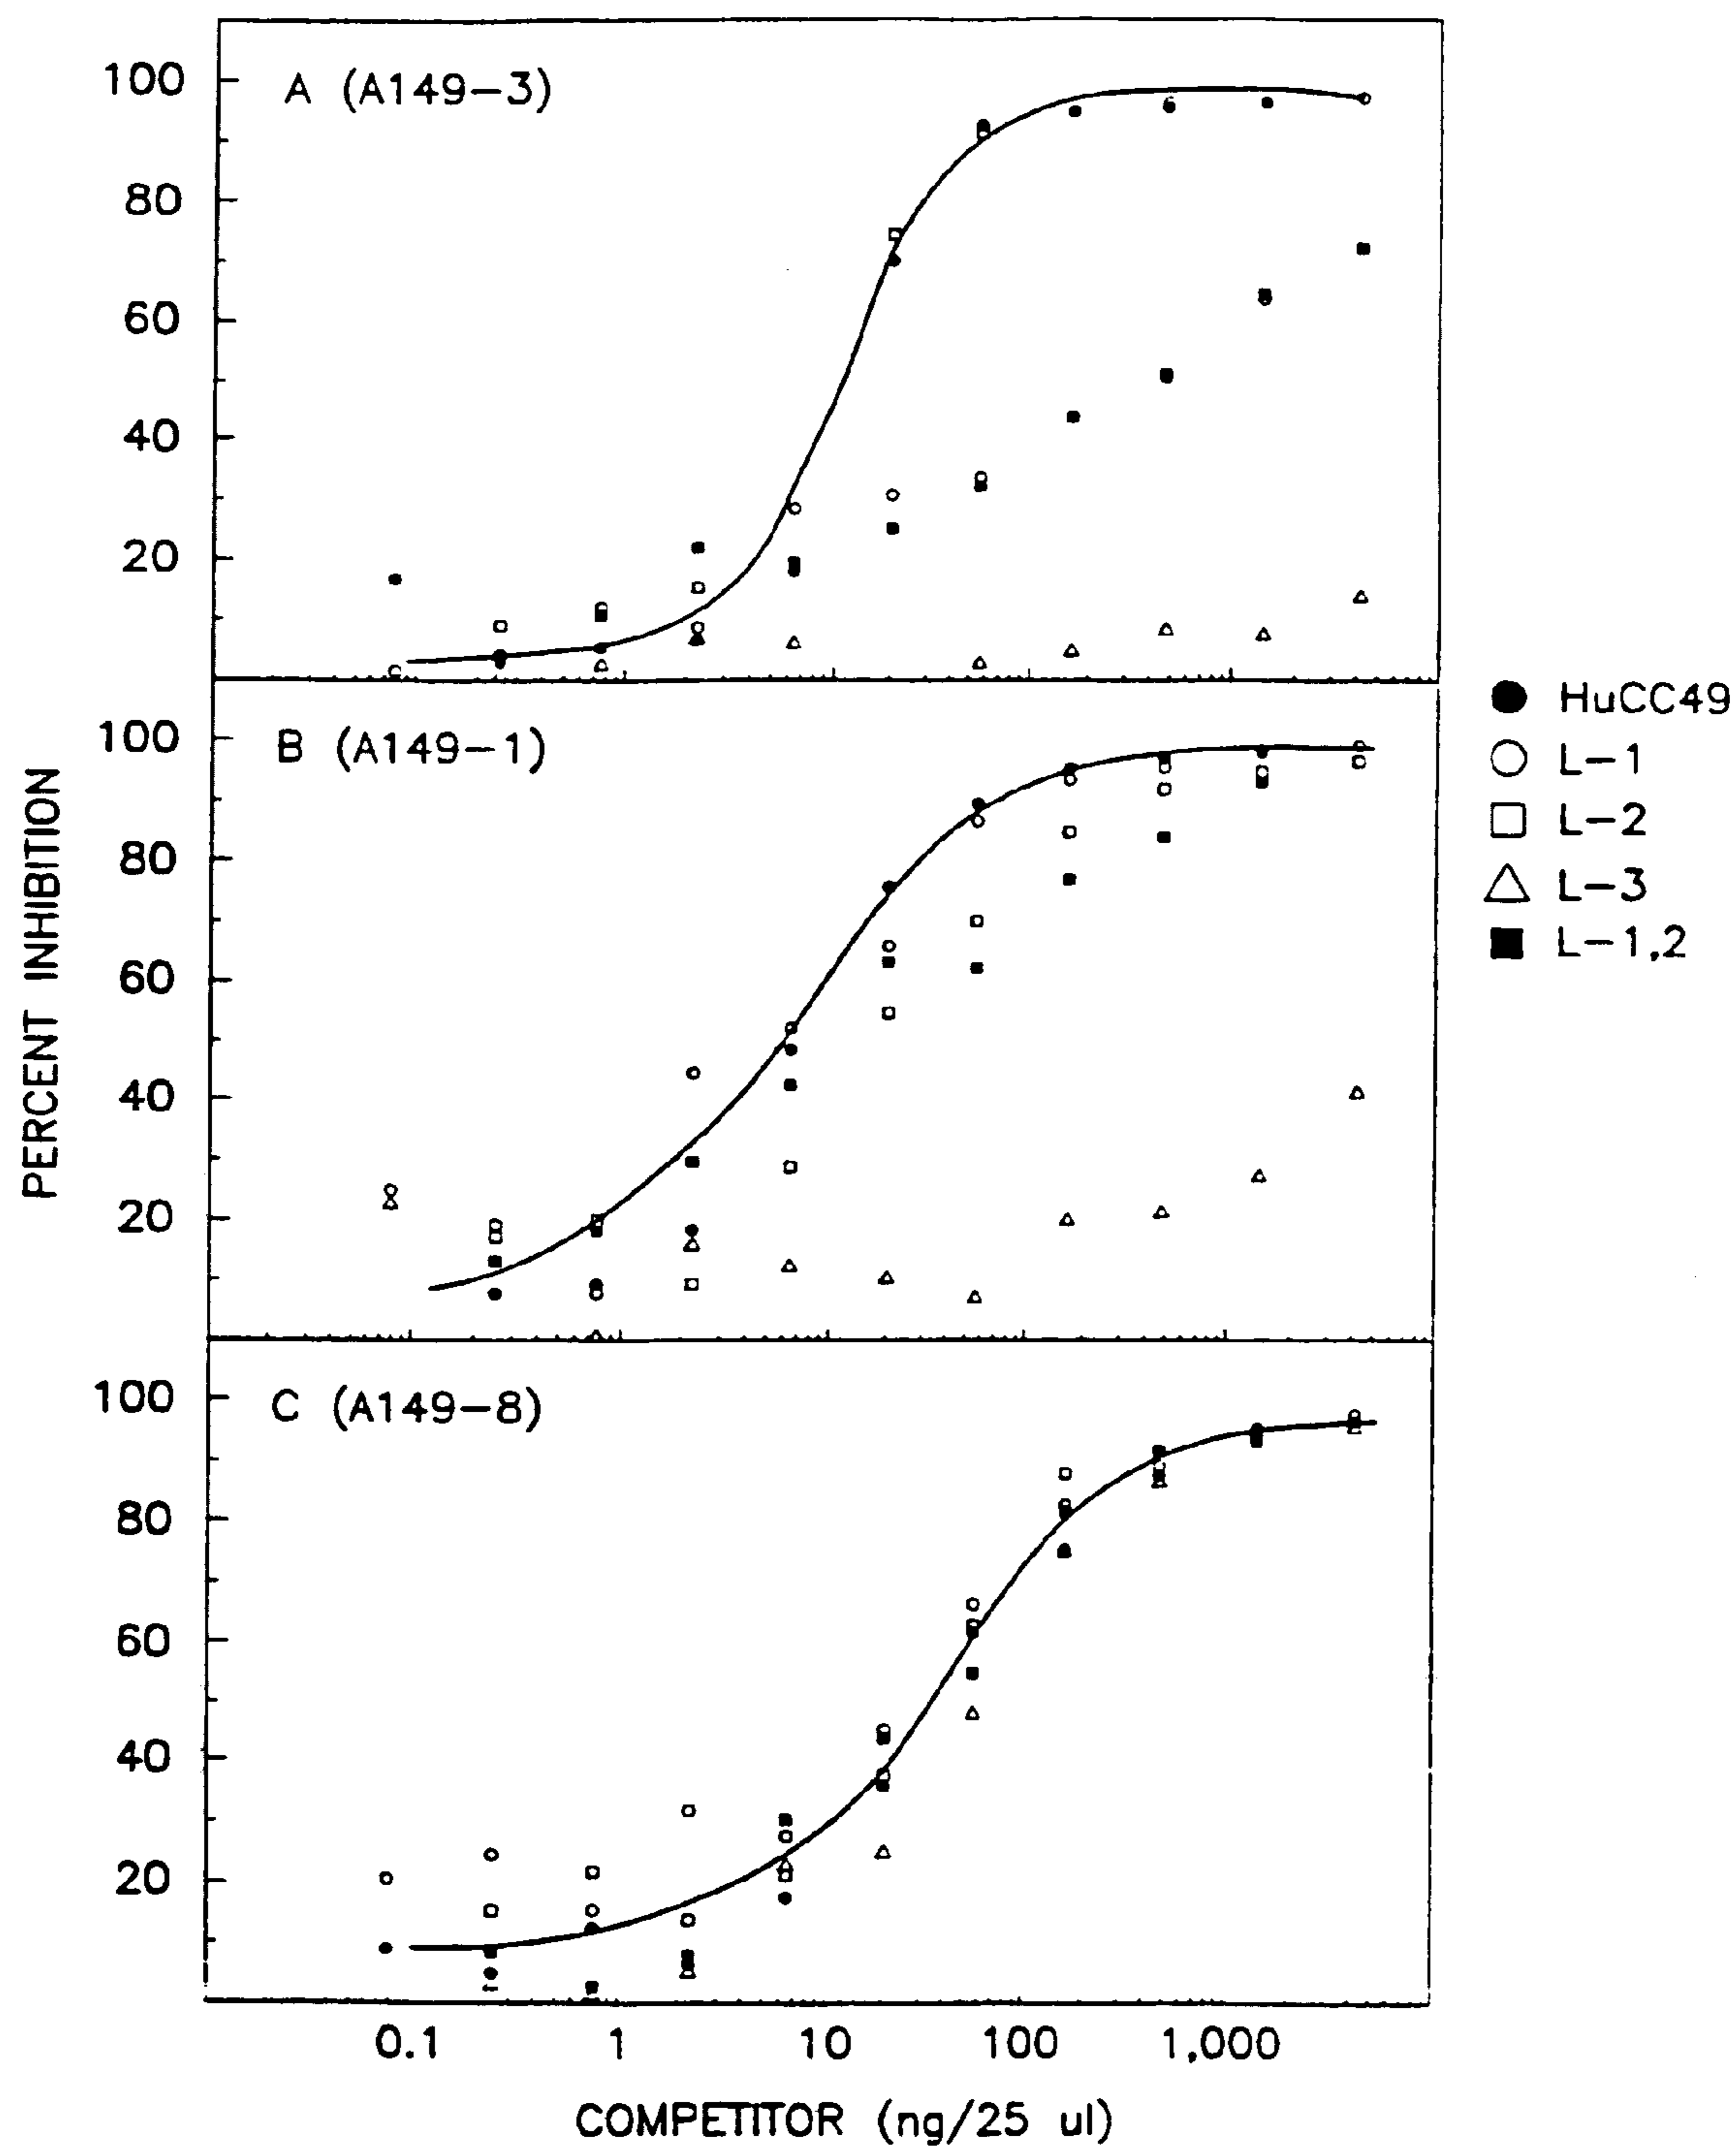 A (A149-3)
100
80
60
40
20
B (A149-1)
100
80
60
40
20
C (A149-8)
100
80
60
40
20
PERCENT INHIBITION
HuCC49
L-1
L-2
L-3
L-1,2
0.1 1 10 100 1,000
COMPETITOR (ng/25 ul)